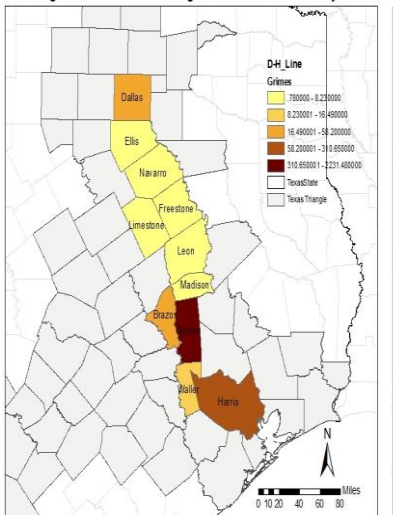 D-H_Line
Grimes
.780000 - 8.230000
8.230001 - 16.490000
16.490001 - 58.200000
58.200001 - 310.650000
310.650001 - 2231.480000
TexasState
Texas Triangle
Dallas
Ellis
Navarro
Freestone
Limestone
Leon
Madison
Brazos
Waller
Harris
N
Miles
0 10 20 40 60 80